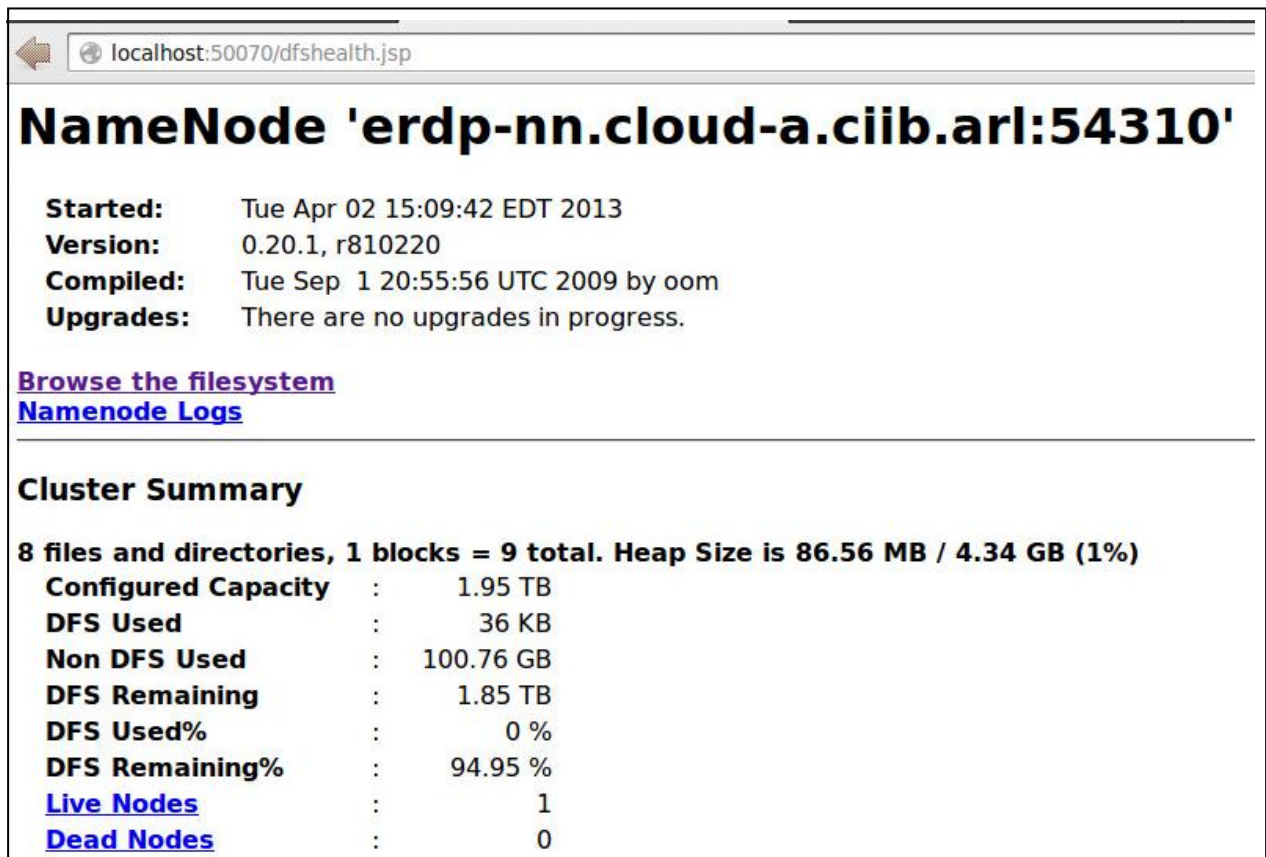 localhost:50070/dfshealth.jsp
NameNode 'erdp-nn.cloud-a.ciib.arl:54310'
Started: Tue Apr 02 15:09:42 EDT 2013
Version: 0.20.1, r810220
Compiled: Tue Sep  1 20:55:56 UTC 2009 by oom
Upgrades: There are no upgrades in progress.
Browse the filesystem
Namenode Logs
Cluster Summary
8 files and directories, 1 blocks = 9 total. Heap Size is 86.56 MB / 4.34 GB (1%)
Configured Capacity : 1.95 TB
DFS Used : 36 KB
Non DFS Used : 100.76 GB
DFS Remaining : 1.85 TB
DFS Used% : 0 %
DFS Remaining% : 94.95 %
Live Nodes : 1
Dead Nodes : 0